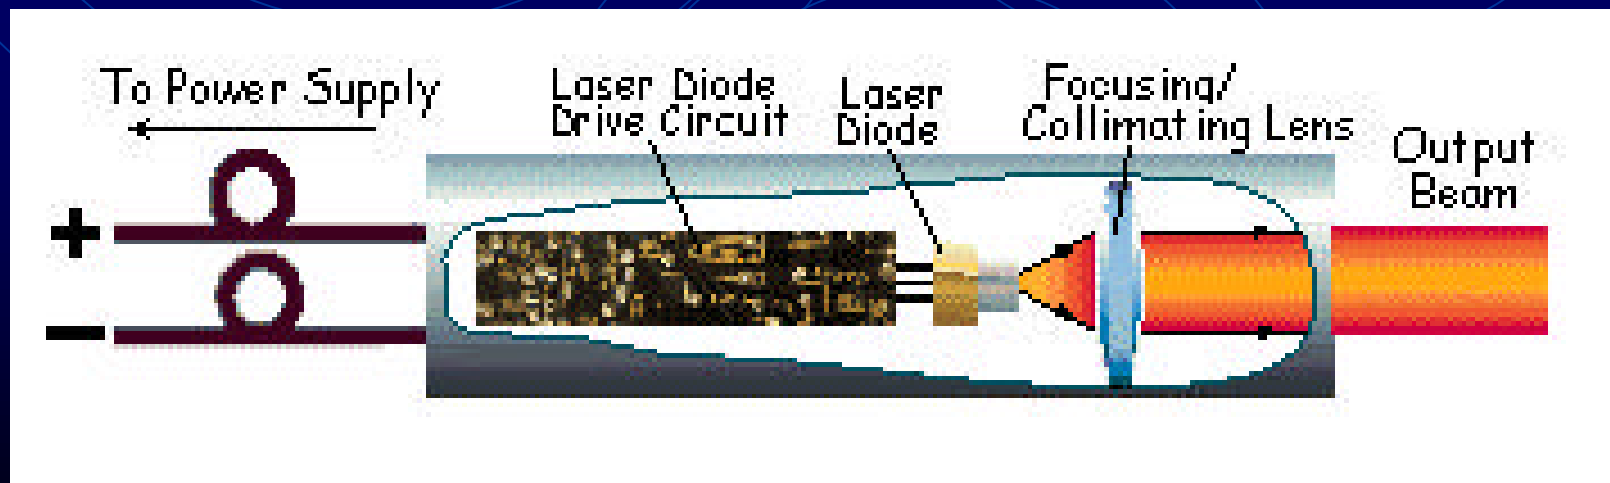 To Power Supply
Laser Diode
Drive Circuit
Laser
Diode
Focusing/
Collimating Lens
Output
Beam
+
−